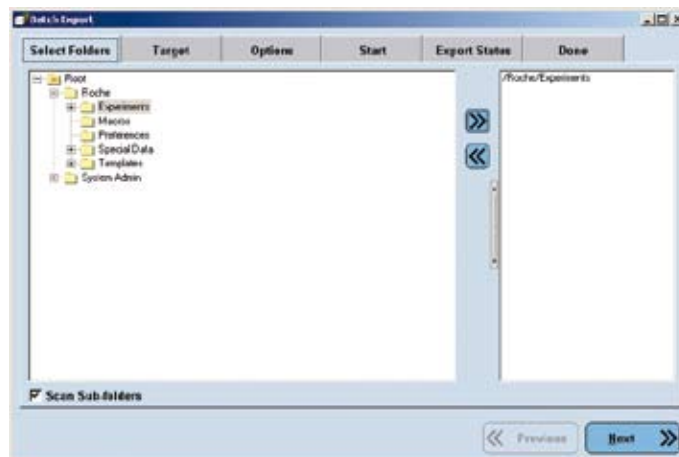 Batch Export
Select Folders Target Options Start Export States Done
Root
Roche
Experiments
Macros
Preferences
Special Data
Templates
System Admin
/Roche/Experiments
Scan Sub-folders
Previous Next